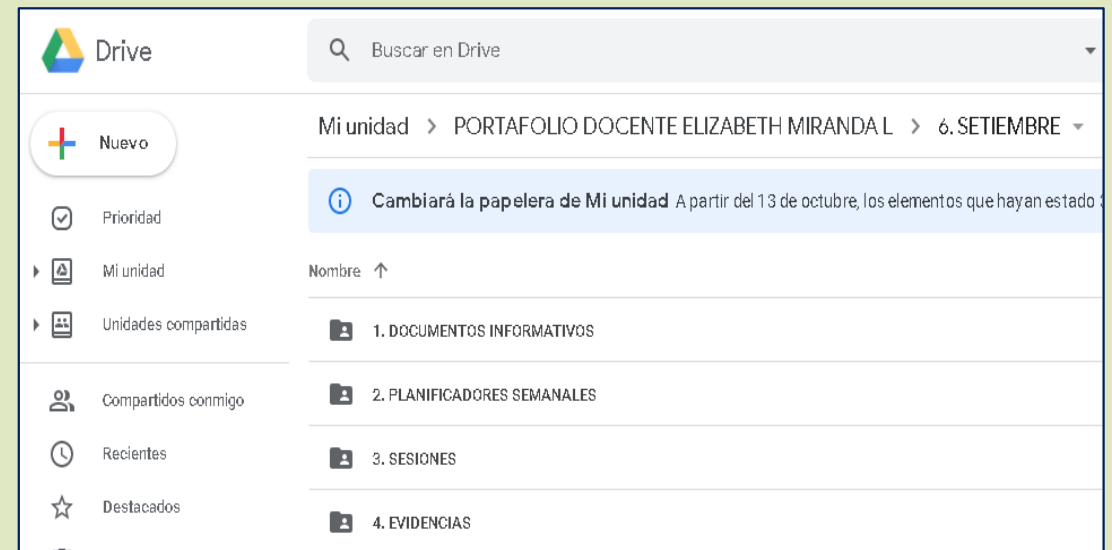 Drive
Buscar en Drive
Mi unidad > PORTAFOLIO DOCENTE ELIZABETH MIRANDA L > 6. SETIEMBRE
Nuevo
Cambiará la papelera de Mi unidad A partir del 13 de octubre, los elementos que hayan estado
Prioridad
Nombre
Mi unidad
Unidades compartidas
1. DOCUMENTOS INFORMATIVOS
2. PLANIFICADORES SEMANALES
Compartidos conmigo
Recientes
3. SESIONES
Destacados
4. EVIDENCIAS